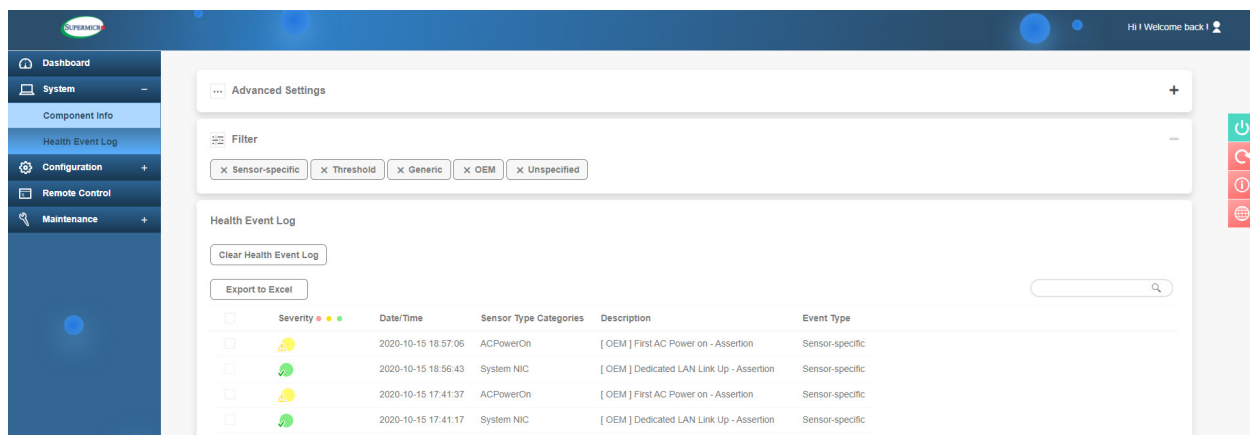 SUPERMICR
Hi ! Welcome back !
Dashboard
System −
Component Info
Health Event Log
Configuration +
Remote Control
Maintenance +
... Advanced Settings +
Filter −
× Sensor-specific × Threshold × Generic × OEM × Unspecified
Health Event Log
Clear Health Event Log
Export to Excel
Severity Date/Time Sensor Type Categories Description Event Type
2020-10-15 18:57:06 ACPowerOn [ OEM ] First AC Power on - Assertion Sensor-specific
2020-10-15 18:56:43 System NIC [ OEM ] Dedicated LAN Link Up - Assertion Sensor-specific
2020-10-15 17:41:37 ACPowerOn [ OEM ] First AC Power on - Assertion Sensor-specific
2020-10-15 17:41:17 System NIC [ OEM ] Dedicated LAN Link Up - Assertion Sensor-specific